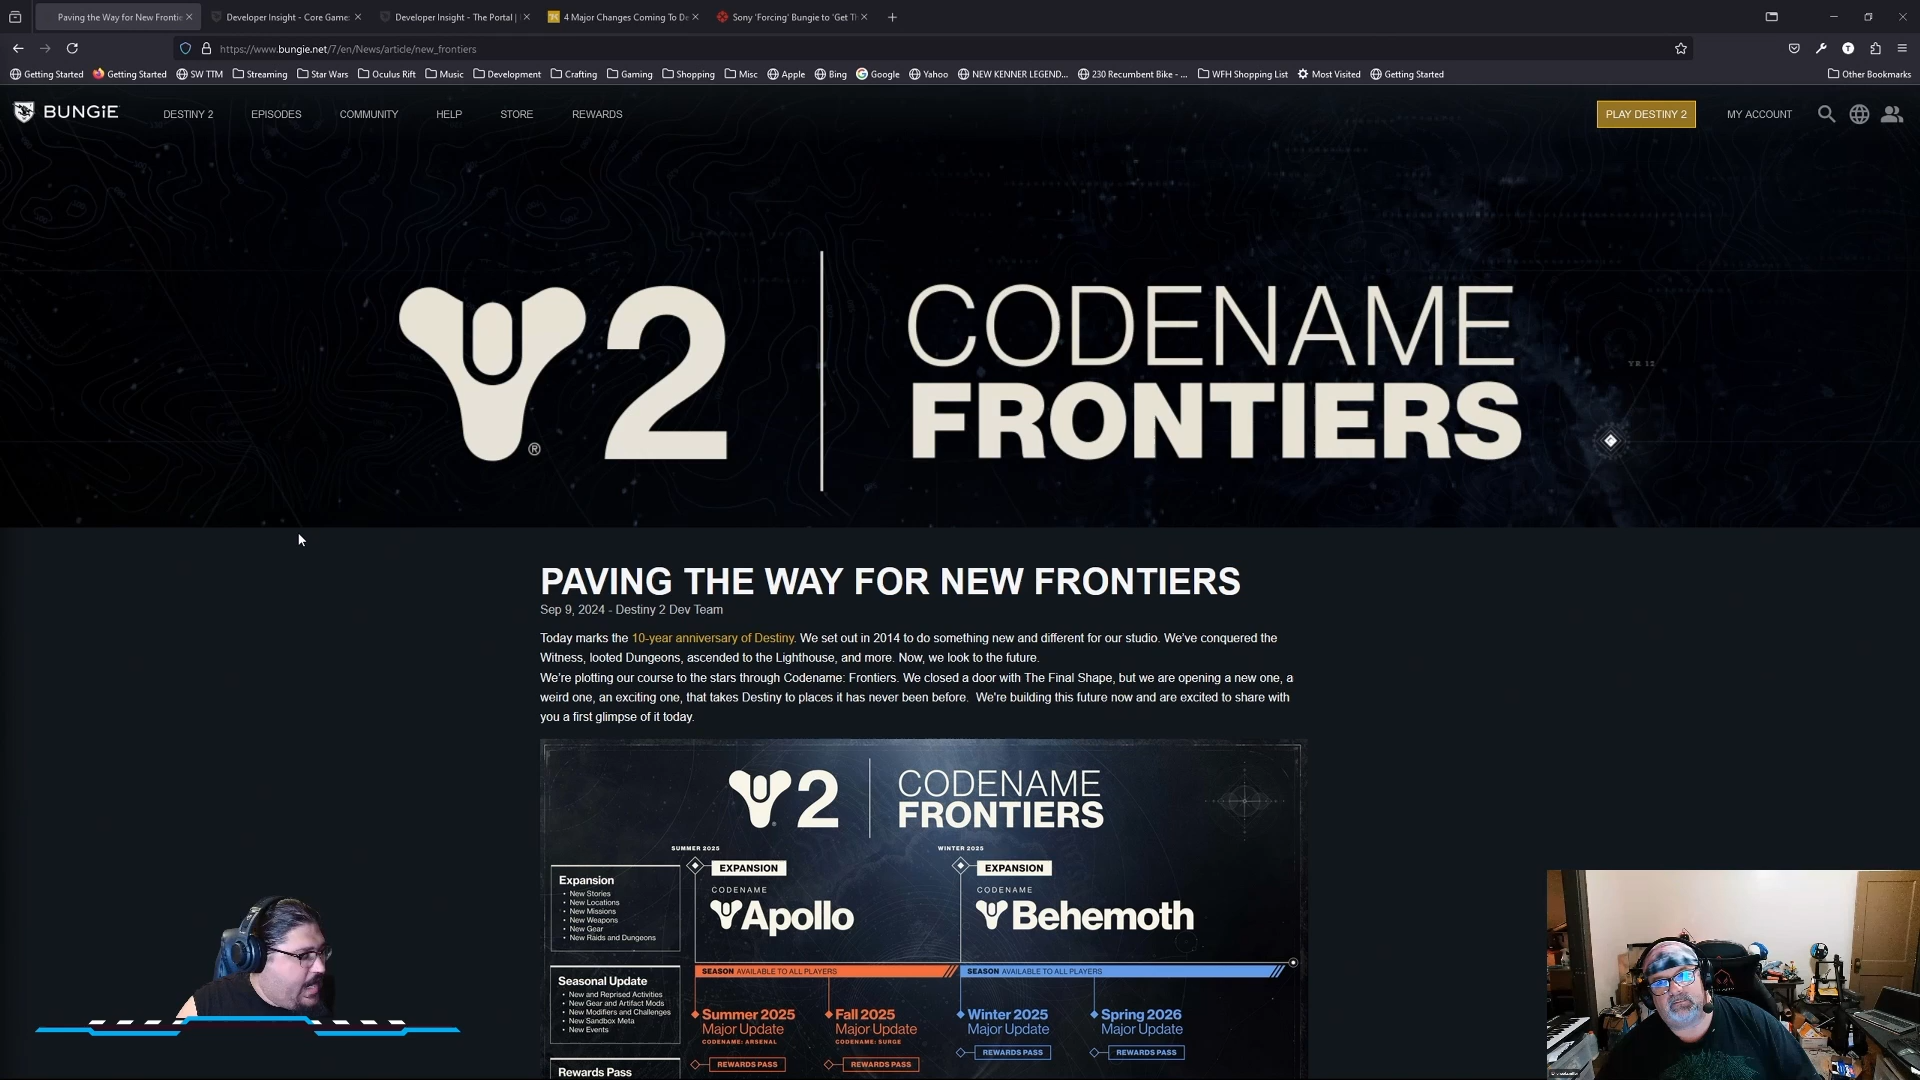 Paving the Way for New Frontie
Developer Insight - Core Game
Developer Insight - The Portal |
4 Major Changes Coming To De
Sony 'Forcing' Bungie to 'Get Th
https://www.bungie.net/7/en/News/article/new_frontiers
Getting Started
Getting Started
SW TTM
Streaming
Star Wars
Oculus Rift
Music
Development
Crafting
Gaming
Shopping
Misc
Apple
Bing
Google
Yahoo
NEW KENNER LEGEND...
230 Recumbent Bike - ...
WFH Shopping List
Most Visited
Getting Started
Other Bookmarks
BUNGiE
DESTINY 2
EPISODES
COMMUNITY
HELP
STORE
REWARDS
PLAY DESTINY 2
MY ACCOUNT
2
®
CODENAME
FRONTIERS
YR 12
PAVING THE WAY FOR NEW FRONTIERS
Sep 9, 2024 - Destiny 2 Dev Team
Today marks the 10-year anniversary of Destiny. We set out in 2014 to do something new and different for our studio. We've conquered the
Witness, looted Dungeons, ascended to the Lighthouse, and more. Now, we look to the future.
We're plotting our course to the stars through Codename: Frontiers. We closed a door with The Final Shape, but we are opening a new one, a
weird one, an exciting one, that takes Destiny to places it has never been before.  We're building this future now and are excited to share with
you a first glimpse of it today.
2
CODENAME
FRONTIERS
SUMMER 2025
WINTER 2025
EXPANSION
EXPANSION
Expansion
• New Stories
• New Locations
• New Missions
• New Weapons
• New Gear
• New Raids and Dungeons
CODENAME
Apollo
CODENAME
Behemoth
SEASON AVAILABLE TO ALL PLAYERS
SEASON AVAILABLE TO ALL PLAYERS
Seasonal Update
• New and Reprised Activities
• New Gear and Artifact Mods
• New Modifiers and Challenges
• New Sandbox Meta
• New Events
Summer 2025
Major Update
CODENAME: ARSENAL
REWARDS PASS
Fall 2025
Major Update
CODENAME: SURGE
REWARDS PASS
Winter 2025
Major Update
REWARDS PASS
Spring 2026
Major Update
REWARDS PASS
Rewards Pass